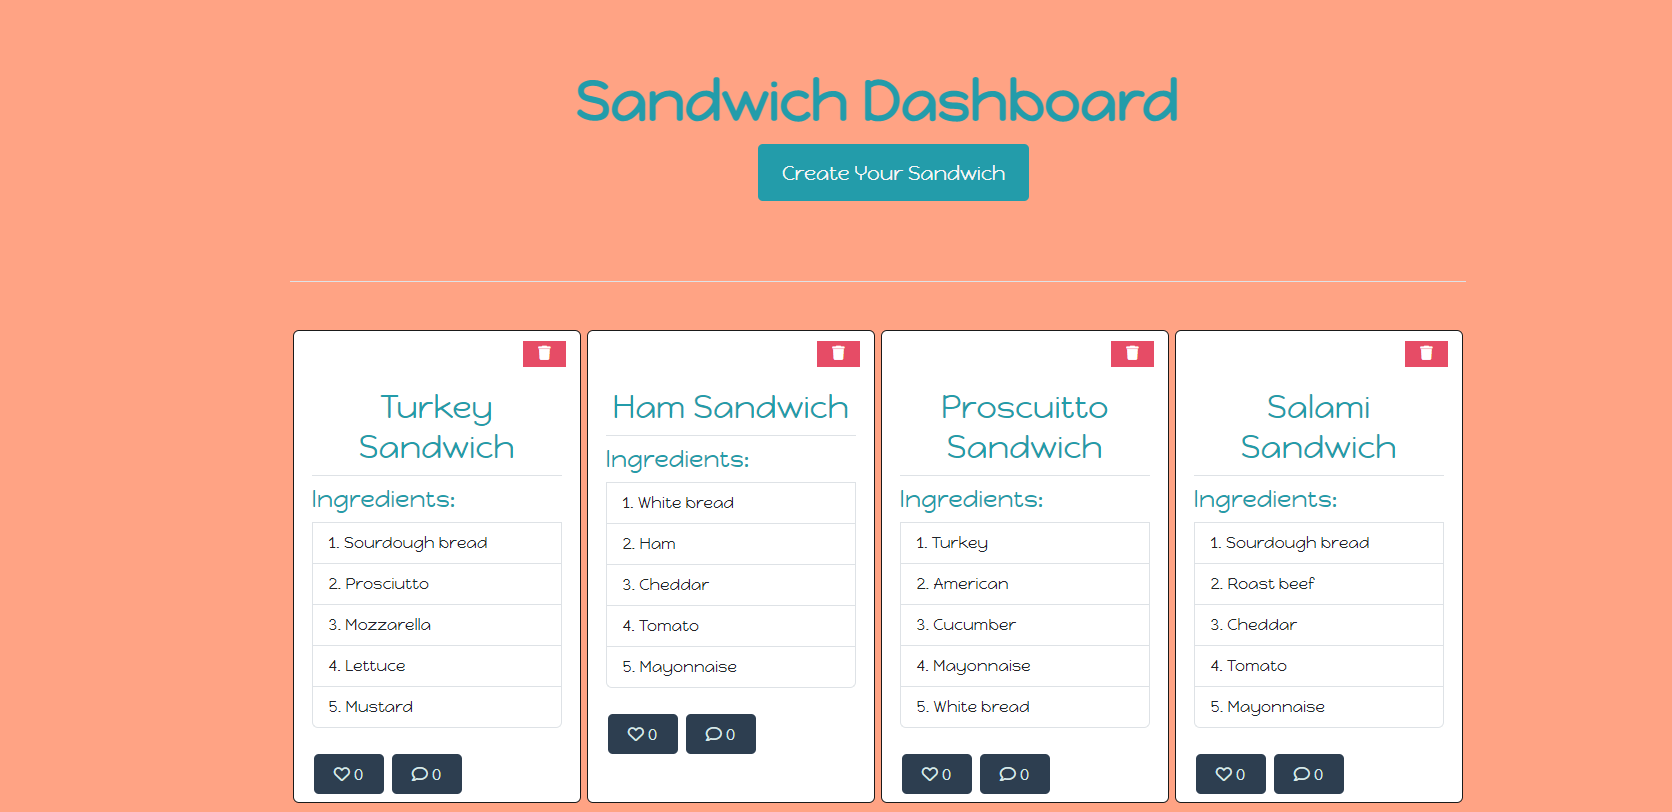 Sandwich Dashboard
Create Your Sandwich
Turkey
Sandwich
Ingredients:
1. Sourdough bread
2. Prosciutto
3. Mozzarella
4. Lettuce
5. Mustard
0
0
Ham Sandwich
Ingredients:
1. White bread
2. Ham
3. Cheddar
4. Tomato
5. Mayonnaise
0
0
Proscuitto
Sandwich
Ingredients:
1. Turkey
2. American
3. Cucumber
4. Mayonnaise
5. White bread
0
0
Salami
Sandwich
Ingredients:
1. Sourdough bread
2. Roast beef
3. Cheddar
4. Tomato
5. Mayonnaise
0
0